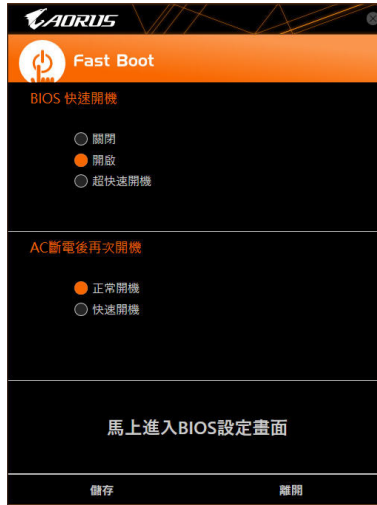 AORUS
Fast Boot
BIOS 快速開機
關閉
開啟
超快速開機
AC斷電後再次開機
正常開機
快速開機
馬上進入BIOS設定畫面
儲存 離開